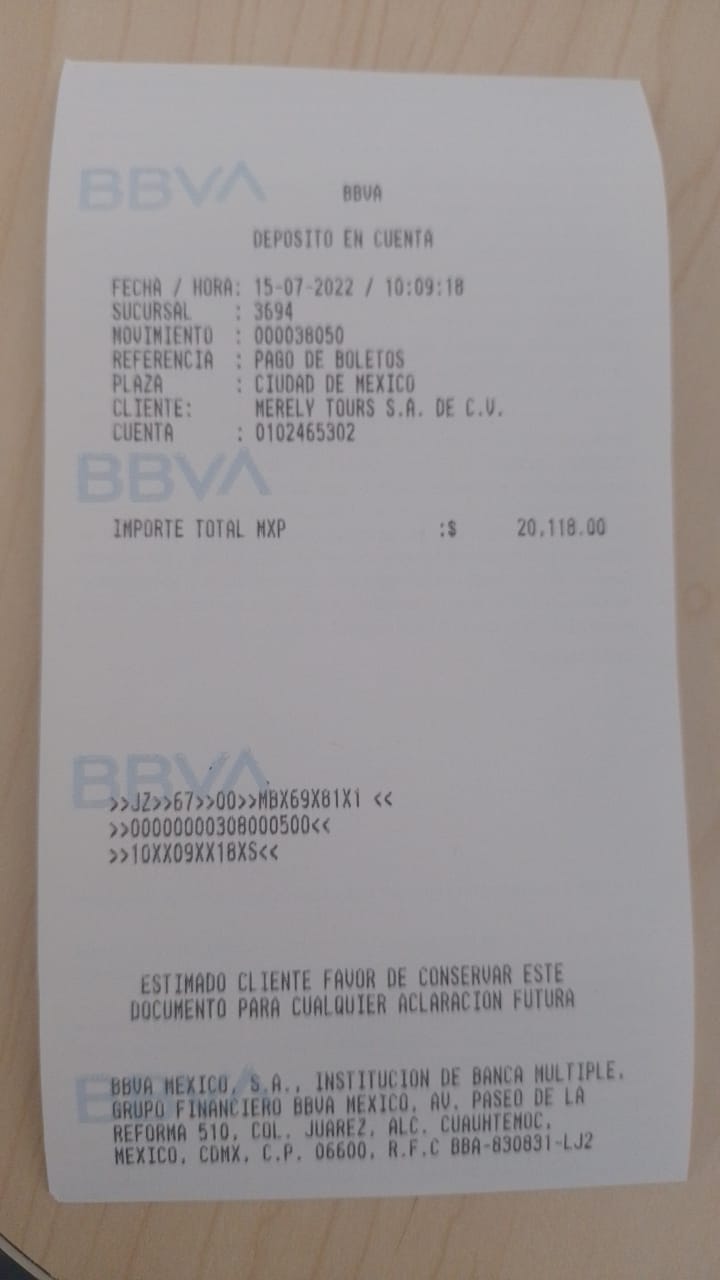 BBVA
BBVA
DEPOSITO EN CUENTA
FECHA / HORA: 15-07-2022 / 10:09:18
SUCURSAL : 3694
MOVIMIENTO : 000038050
REFERENCIA : PAGO DE BOLETOS
PLAZA : CIUDAD DE MEXICO
CLIENTE: MERELY TOURS S.A. DE C.V.
CUENTA : 0102465302
BBVA
IMPORTE TOTAL MXP :$ 20,118.00
BBVA
>>JZ>>67>>00>>MBX69X81X1 <<
>>00000000308000500<<
>>10XX09XX18XS<<
ESTIMADO CLIENTE FAVOR DE CONSERVAR ESTE
DOCUMENTO PARA CUALQUIER ACLARACION FUTURA
BBVA
BBVA MEXICO, S.A., INSTITUCION DE BANCA MULTIPLE,
GRUPO FINANCIERO BBVA MEXICO, AV. PASEO DE LA
REFORMA 510, COL. JUAREZ, ALC. CUAUHTEMOC,
MEXICO, CDMX, C.P. 06600, R.F.C BBA-830831-LJ2